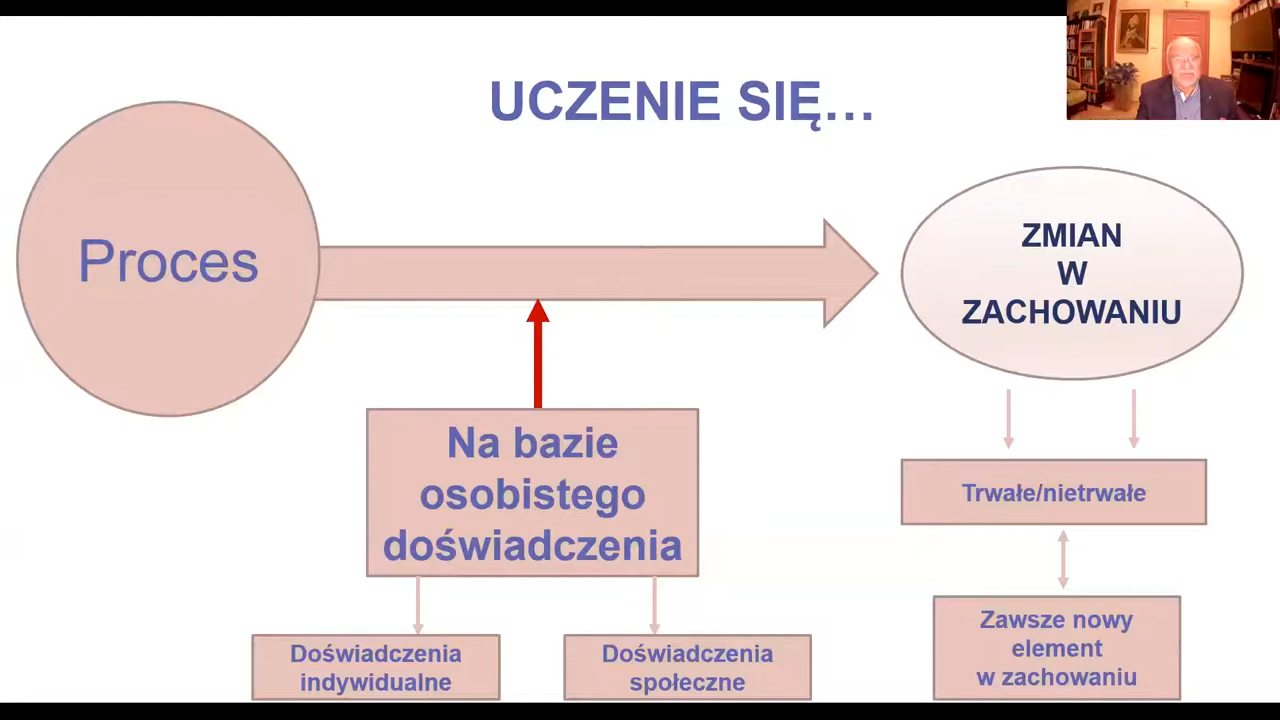 UCZENIE SIĘ...
Proces
ZMIAN
W
ZACHOWANIU
Na bazie
osobistego
doświadczenia
Trwałe/nietrwałe
Doświadczenia
indywidualne
Doświadczenia
społeczne
Zawsze nowy
element
w zachowaniu